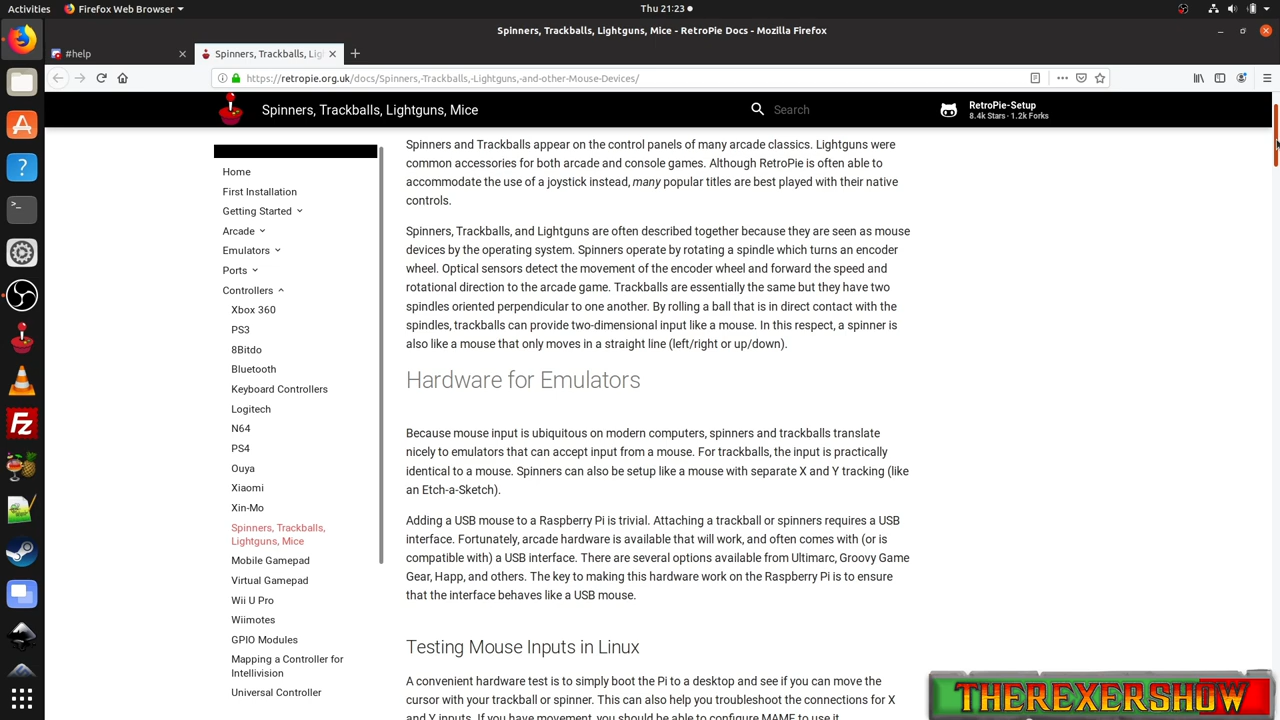 Activities
Firefox Web Browser
Thu 21:23
Spinners, Trackballs, Lightguns, Mice - RetroPie Docs - Mozilla Firefox
#help
Spinners, Trackballs, Lig
https://retropie.org.uk/docs/Spinners,-Trackballs,-Lightguns,-and-other-Mouse-Devices/
Spinners, Trackballs, Lightguns, Mice
Search
RetroPie-Setup
8.4k Stars · 1.2k Forks
Home
First Installation
Getting Started
Arcade
Emulators
Ports
Controllers
Xbox 360
PS3
8Bitdo
Bluetooth
Keyboard Controllers
Logitech
N64
PS4
Ouya
Xiaomi
Xin-Mo
Spinners, Trackballs,
Lightguns, Mice
Mobile Gamepad
Virtual Gamepad
Wii U Pro
Wiimotes
GPIO Modules
Mapping a Controller for
Intellivision
Universal Controller
Spinners and Trackballs appear on the control panels of many arcade classics. Lightguns were
common accessories for both arcade and console games. Although RetroPie is often able to
accommodate the use of a joystick instead, many popular titles are best played with their native
controls.
Spinners, Trackballs, and Lightguns are often described together because they are seen as mouse
devices by the operating system. Spinners operate by rotating a spindle which turns an encoder
wheel. Optical sensors detect the movement of the encoder wheel and forward the speed and
rotational direction to the arcade game. Trackballs are essentially the same but they have two
spindles oriented perpendicular to one another. By rolling a ball that is in direct contact with the
spindles, trackballs can provide two-dimensional input like a mouse. In this respect, a spinner is
also like a mouse that only moves in a straight line (left/right or up/down).
Hardware for Emulators
Because mouse input is ubiquitous on modern computers, spinners and trackballs translate
nicely to emulators that can accept input from a mouse. For trackballs, the input is practically
identical to a mouse. Spinners can also be setup like a mouse with separate X and Y tracking (like
an Etch-a-Sketch).
Adding a USB mouse to a Raspberry Pi is trivial. Attaching a trackball or spinners requires a USB
interface. Fortunately, arcade hardware is available that will work, and often comes with (or is
compatible with) a USB interface. There are several options available from Ultimarc, Groovy Game
Gear, Happ, and others. The key to making this hardware work on the Raspberry Pi is to ensure
that the interface behaves like a USB mouse.
Testing Mouse Inputs in Linux
A convenient hardware test is to simply boot the Pi to a desktop and see if you can move the
cursor with your trackball or spinner. This can also help you troubleshoot the connections for X
and Y inputs. If you have movement, you should be able to configure MAME to use it.
THEREXERSHOW